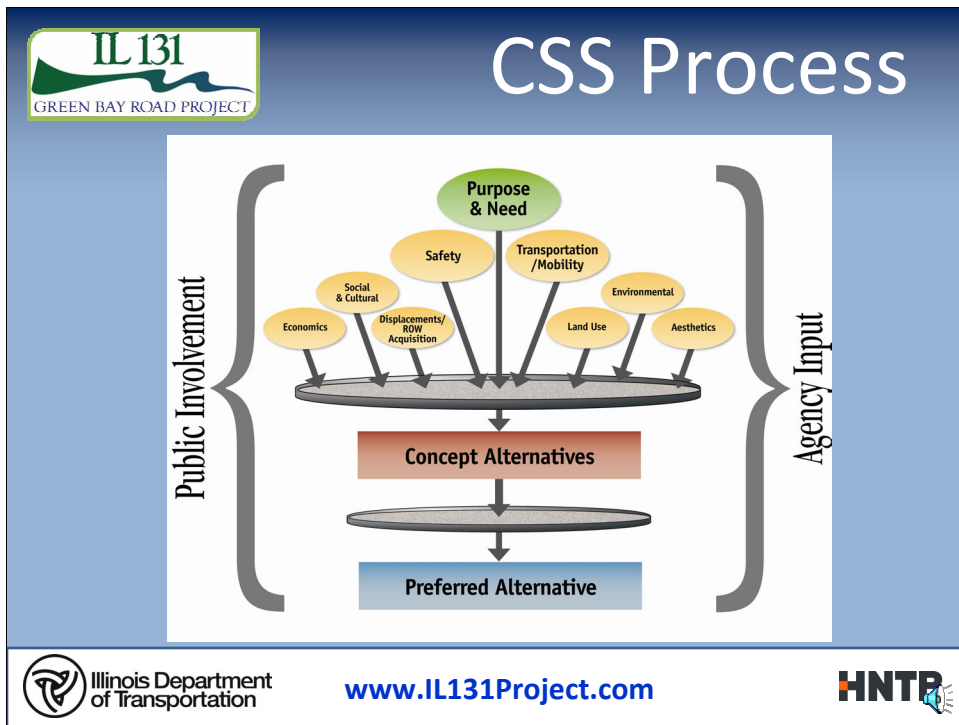 IL 131
GREEN BAY ROAD PROJECT
CSS Process
Public Involvement
Purpose
& Need
Safety
Transportation
/Mobility
Social
& Cultural
Environmental
Economics
Displacements/
ROW
Acquisition
Land Use
Aesthetics
Agency Input
Concept Alternatives
Preferred Alternative
Illinois Department
of Transportation
www.IL131Project.com
HNTB